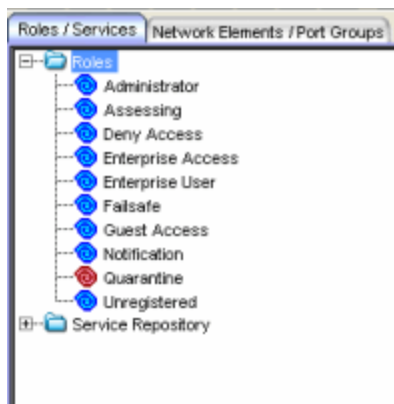 Roles / Services Network Elements / Port Groups
Roles
Administrator
Assessing
Deny Access
Enterprise Access
Enterprise User
Failsafe
Guest Access
Notification
Quarantine
Unregistered
Service Repository